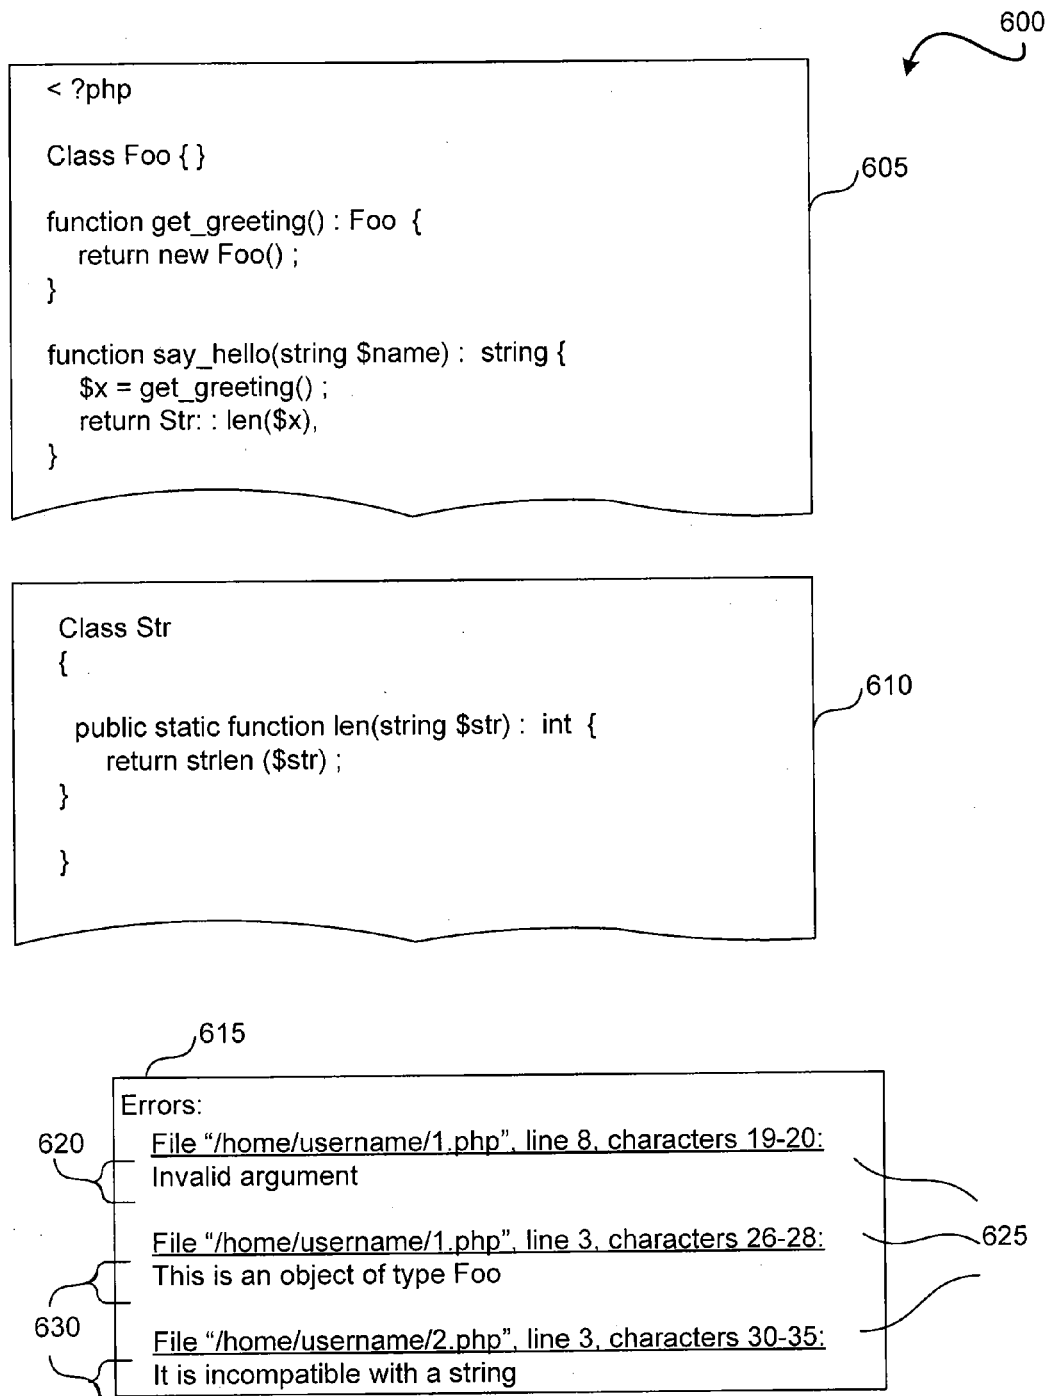 600
< ?php
Class Foo { }
605
function get_greeting() : Foo {
return new Foo() ;
}
function say_hello(string $name) : string {
$x = get_greeting() ;
return Str: : len($x),
}
Class Str
{
610
public static function len(string $str) : int {
return strlen ($str) ;
}
}
615
Errors:
620
File “/home/username/1.php”, line 8, characters 19-20:
Invalid argument
File “/home/username/1.php”, line 3, characters 26-28:
625
This is an object of type Foo
630
File “/home/username/2.php”, line 3, characters 30-35:
It is incompatible with a string